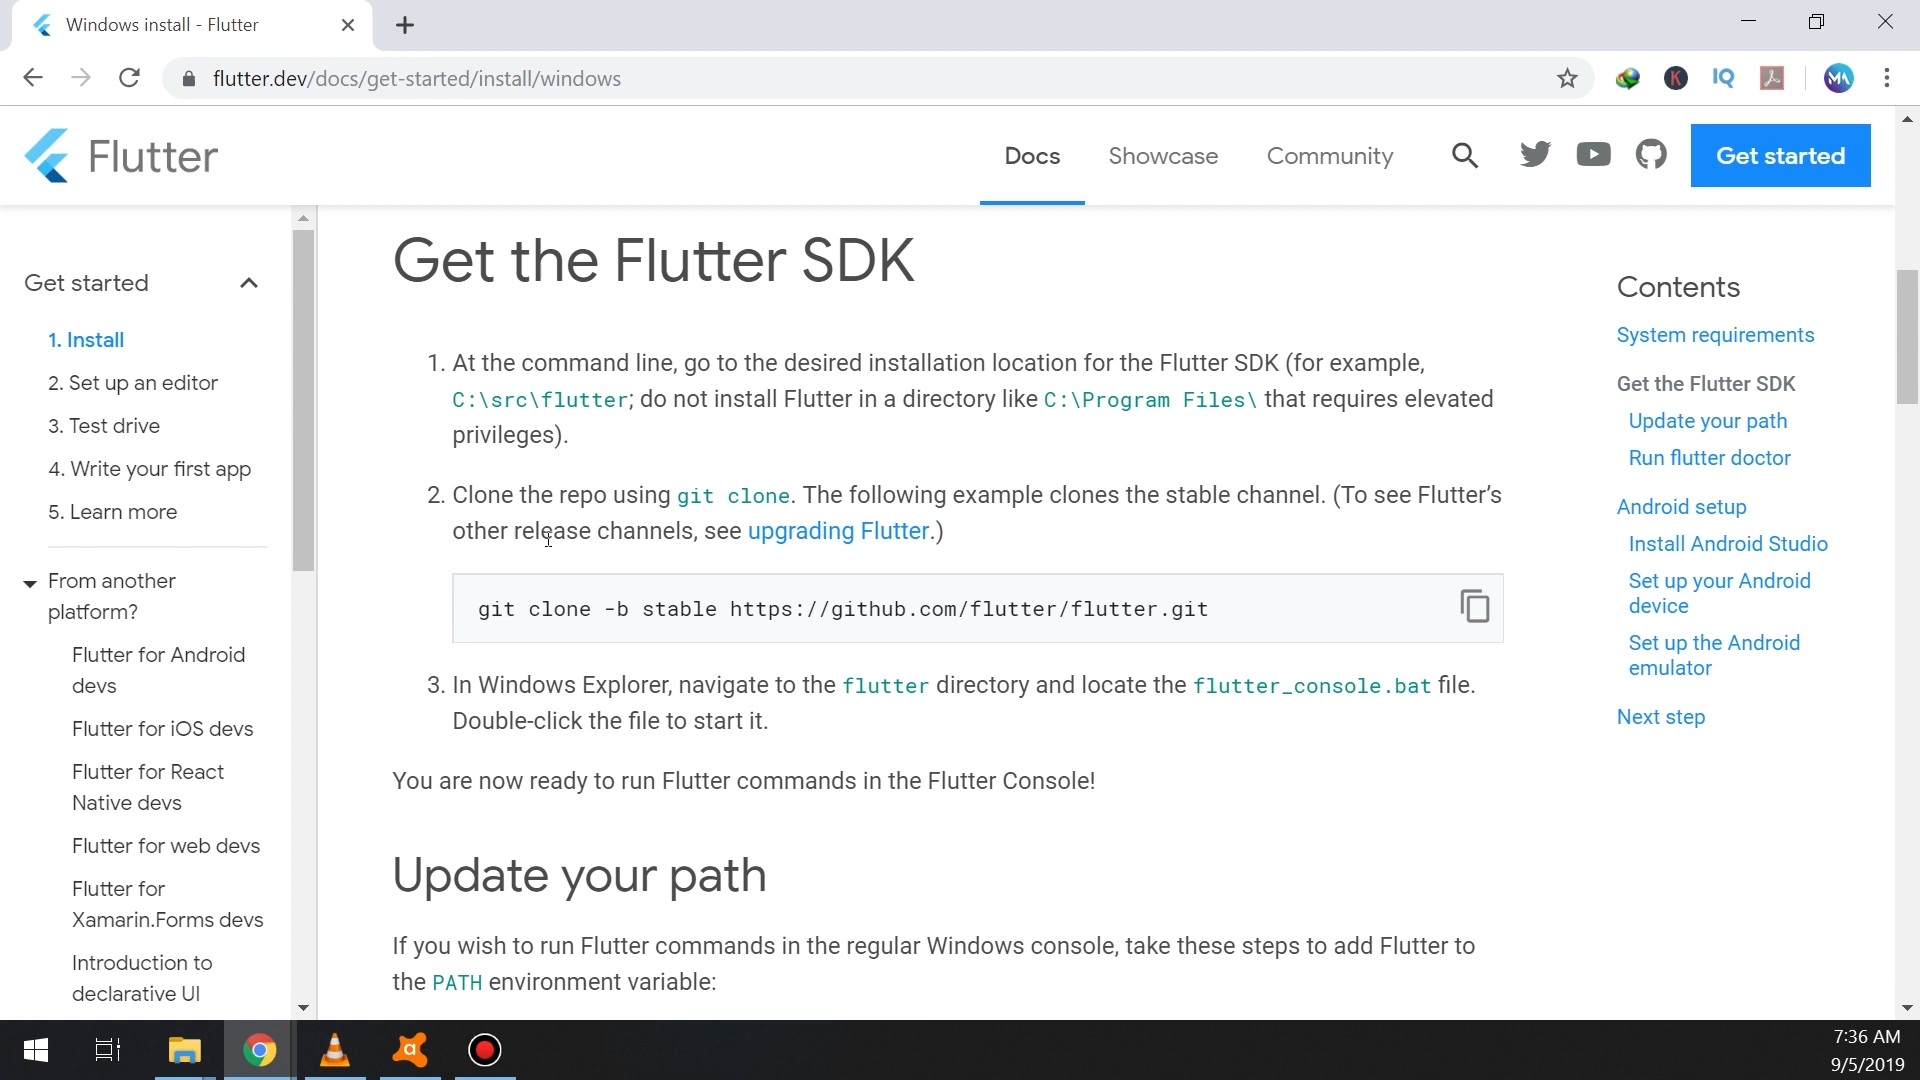 Windows install - Flutter
flutter.dev/docs/get-started/install/windows
K
IQ
MA
Flutter
Docs
Showcase
Community
Get started
Get started
1. Install
2. Set up an editor
3. Test drive
4. Write your first app
5. Learn more
From another
platform?
Flutter for Android
devs
Flutter for iOS devs
Flutter for React
Native devs
Flutter for web devs
Flutter for
Xamarin.Forms devs
Introduction to
declarative UI
Get the Flutter SDK
1. At the command line, go to the desired installation location for the Flutter SDK (for example,
C:\src\flutter; do not install Flutter in a directory like C:\Program Files\ that requires elevated
privileges).
2. Clone the repo using git clone. The following example clones the stable channel. (To see Flutter’s
other release channels, see upgrading Flutter.)
git clone -b stable https://github.com/flutter/flutter.git
3. In Windows Explorer, navigate to the flutter directory and locate the flutter_console.bat file.
Double-click the file to start it.
You are now ready to run Flutter commands in the Flutter Console!
Update your path
If you wish to run Flutter commands in the regular Windows console, take these steps to add Flutter to
the PATH environment variable:
Contents
System requirements
Get the Flutter SDK
Update your path
Run flutter doctor
Android setup
Install Android Studio
Set up your Android
device
Set up the Android
emulator
Next step
7:36 AM
9/5/2019